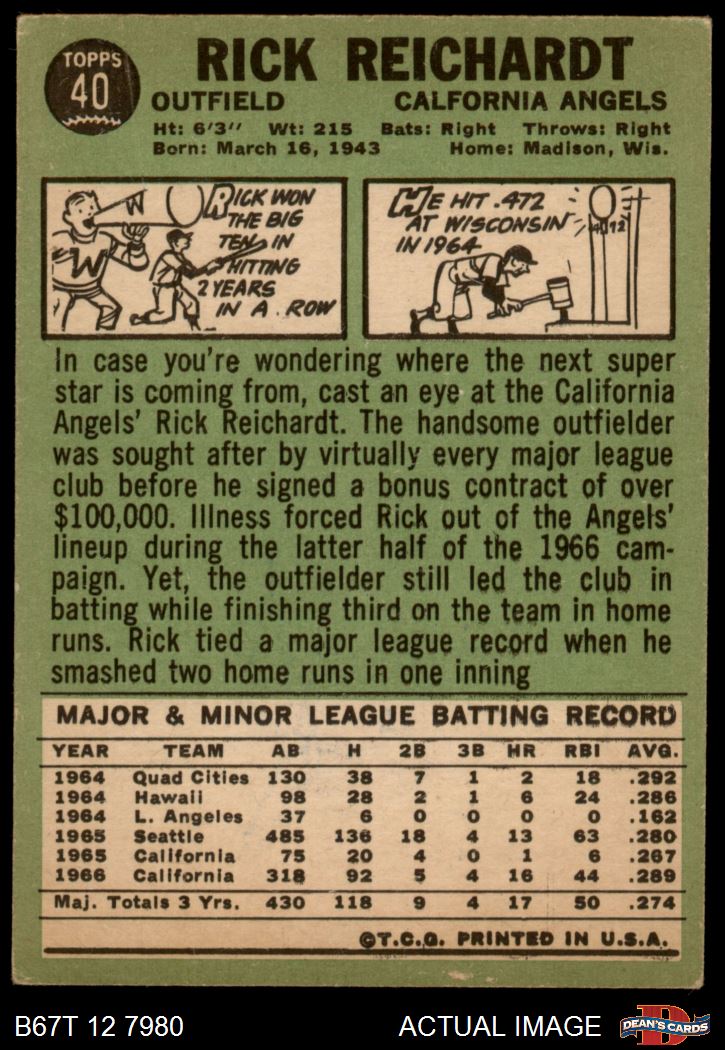 TOPPS
40
RICK REICHARDT
OUTFIELD CALFORNIA ANGELS
Ht: 6'3" Wt: 215 Bats: Right Throws: Right
Born: March 16, 1943 Home: Madison, Wis.
W
W
RICK WON
THE BIG
TEN IN
HITTING
2 YEARS
IN A ROW
HE HIT .472
AT WISCONSIN
IN 1964
.472
In case you're wondering where the next super
star is coming from, cast an eye at the California
Angels' Rick Reichardt. The handsome outfielder
was sought after by virtually every major league
club before he signed a bonus contract of over
$100,000. Illness forced Rick out of the Angels'
lineup during the latter half of the 1966 cam-
paign. Yet, the outfielder still led the club in
batting while finishing third on the team in home
runs. Rick tied a major league record when he
smashed two home runs in one inning
MAJOR & MINOR LEAGUE BATTING RECORD
YEAR TEAM AB H 2B 3B HR RBI AVG.
1964 Quad Cities 130 38 7 1 2 18 .292
1964 Hawaii 98 28 2 1 6 24 .286
1964 L. Angeles 37 6 0 0 0 0 .162
1965 Seattle 485 136 18 4 13 63 .280
1965 California 75 20 4 0 1 6 .267
1966 California 318 92 5 4 16 44 .289
Maj. Totals 3 Yrs. 430 118 9 4 17 50 .274
©T.C.G. PRINTED IN U.S.A.
B67T 12 7980 ACTUAL IMAGE
D
DEAN'S CARDS